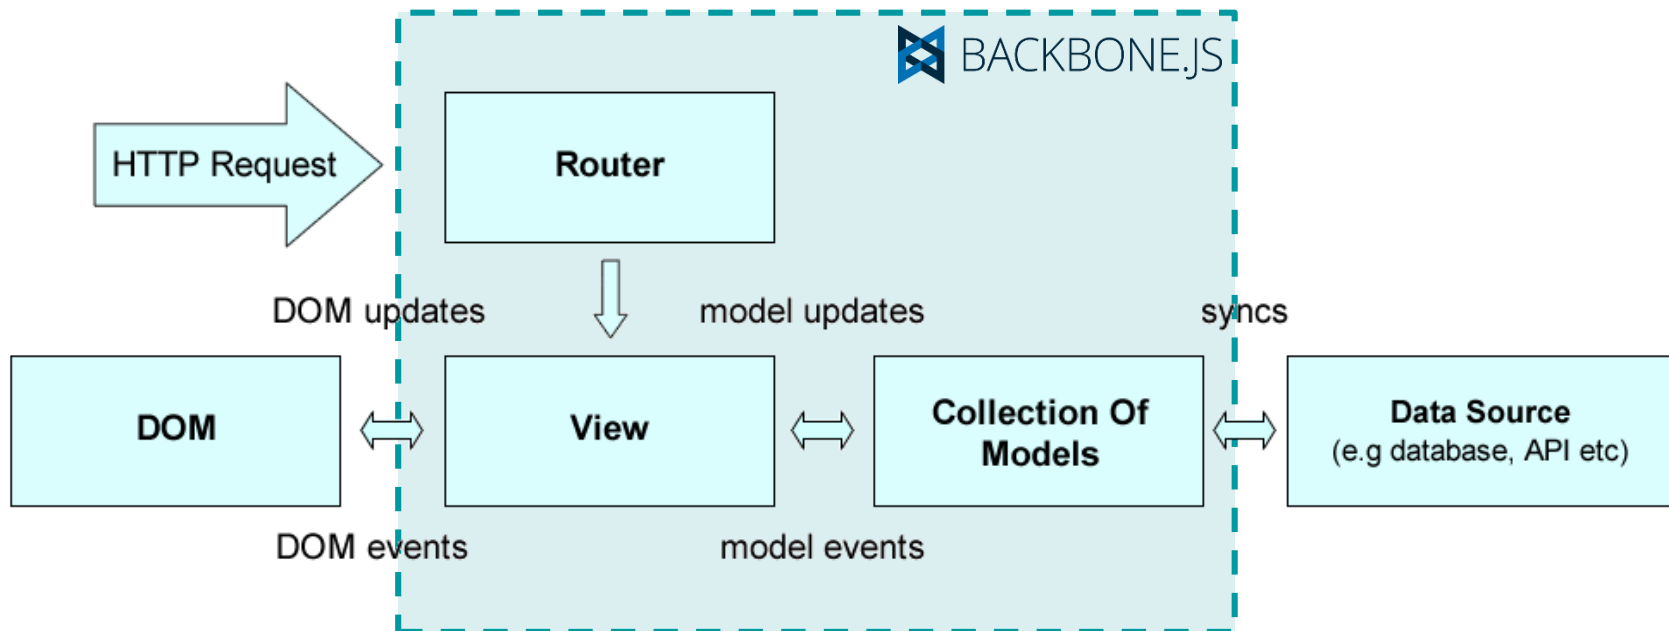 BACKBONE.JS
HTTP Request
Router
DOM updates
model updates
syncs
DOM
View
Collection Of
Models
Data Source
(e.g database, API etc)
DOM events
model events